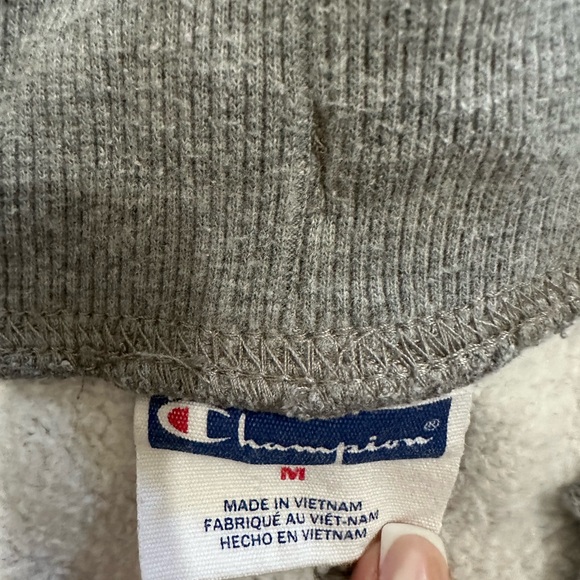 Champion®
M
MADE IN VIETNAM
FABRIQUÉ AU VIÊT-NAM
HECHO EN VIETNAM